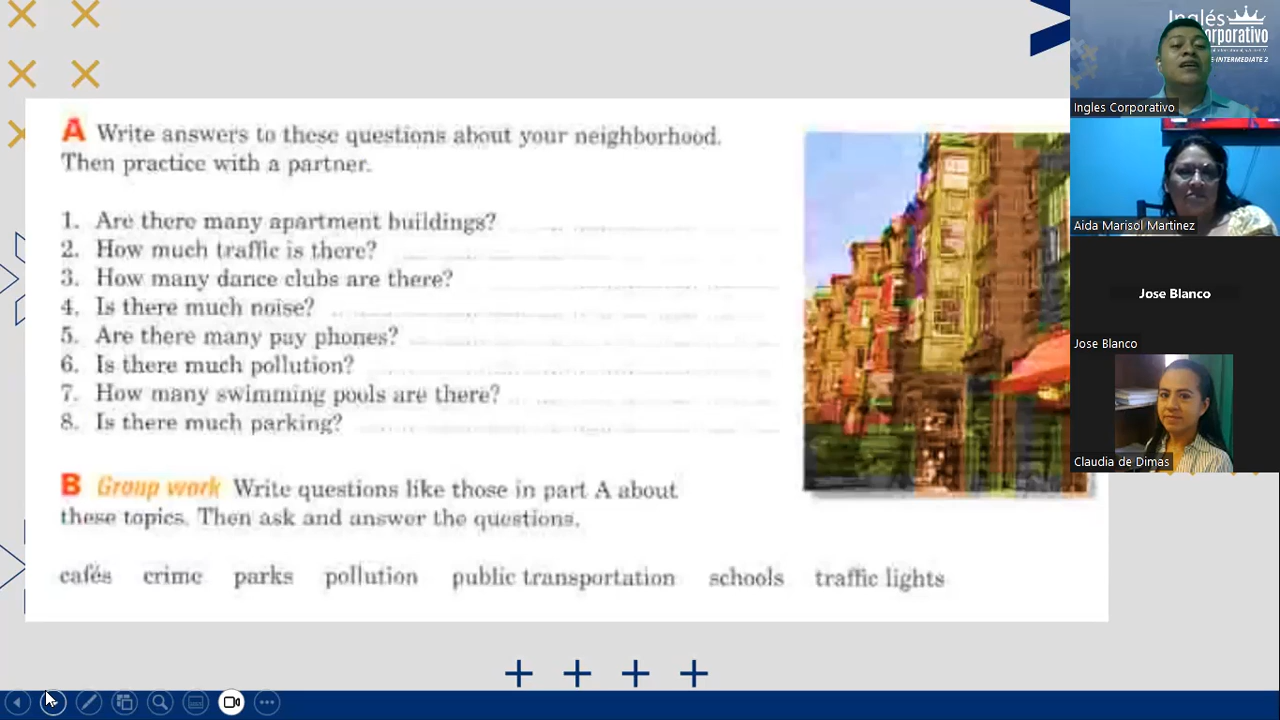 A Write answers to these questions about your neighborhood.
Then practice with a partner.
1. Are there many apartment buildings?
2. How much traffic is there?
3. How many dance clubs are there?
4. Is there much noise?
5. Are there many pay phones?
6. Is there much pollution?
7. How many swimming pools are there?
8. Is there much parking?
B Group work Write questions like those in part A about
these topics. Then ask and answer the questions.
cafés crime parks pollution public transportation schools traffic lights
Inglés
Corporativo
INTERMEDIATE 2
Ingles Corporativo
Aida Marisol Martinez
Jose Blanco
Jose Blanco
Claudia de Dimas